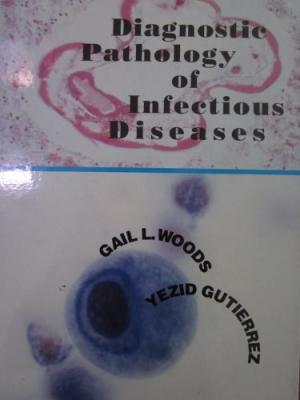 Diagnostic
Pathology
of
Infectious
Diseases
GAIL L. WOODS
YEZID GUTIERREZ